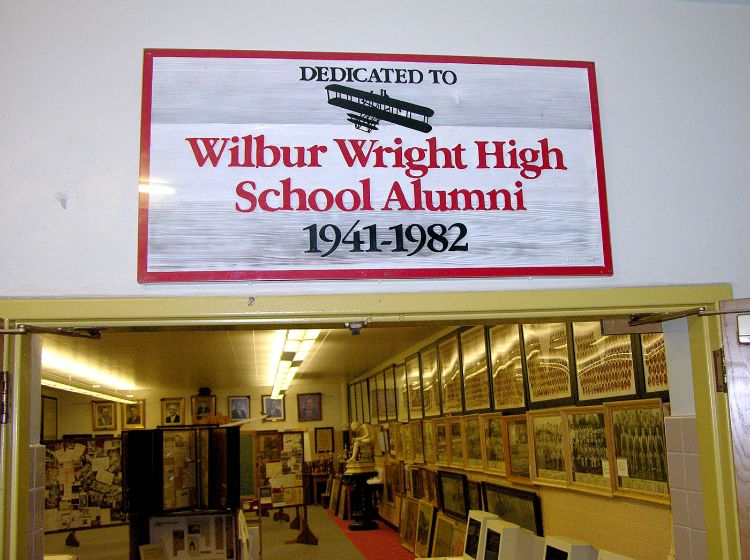 DEDICATED TO
Wilbur Wright High
School Alumni
1941-1982